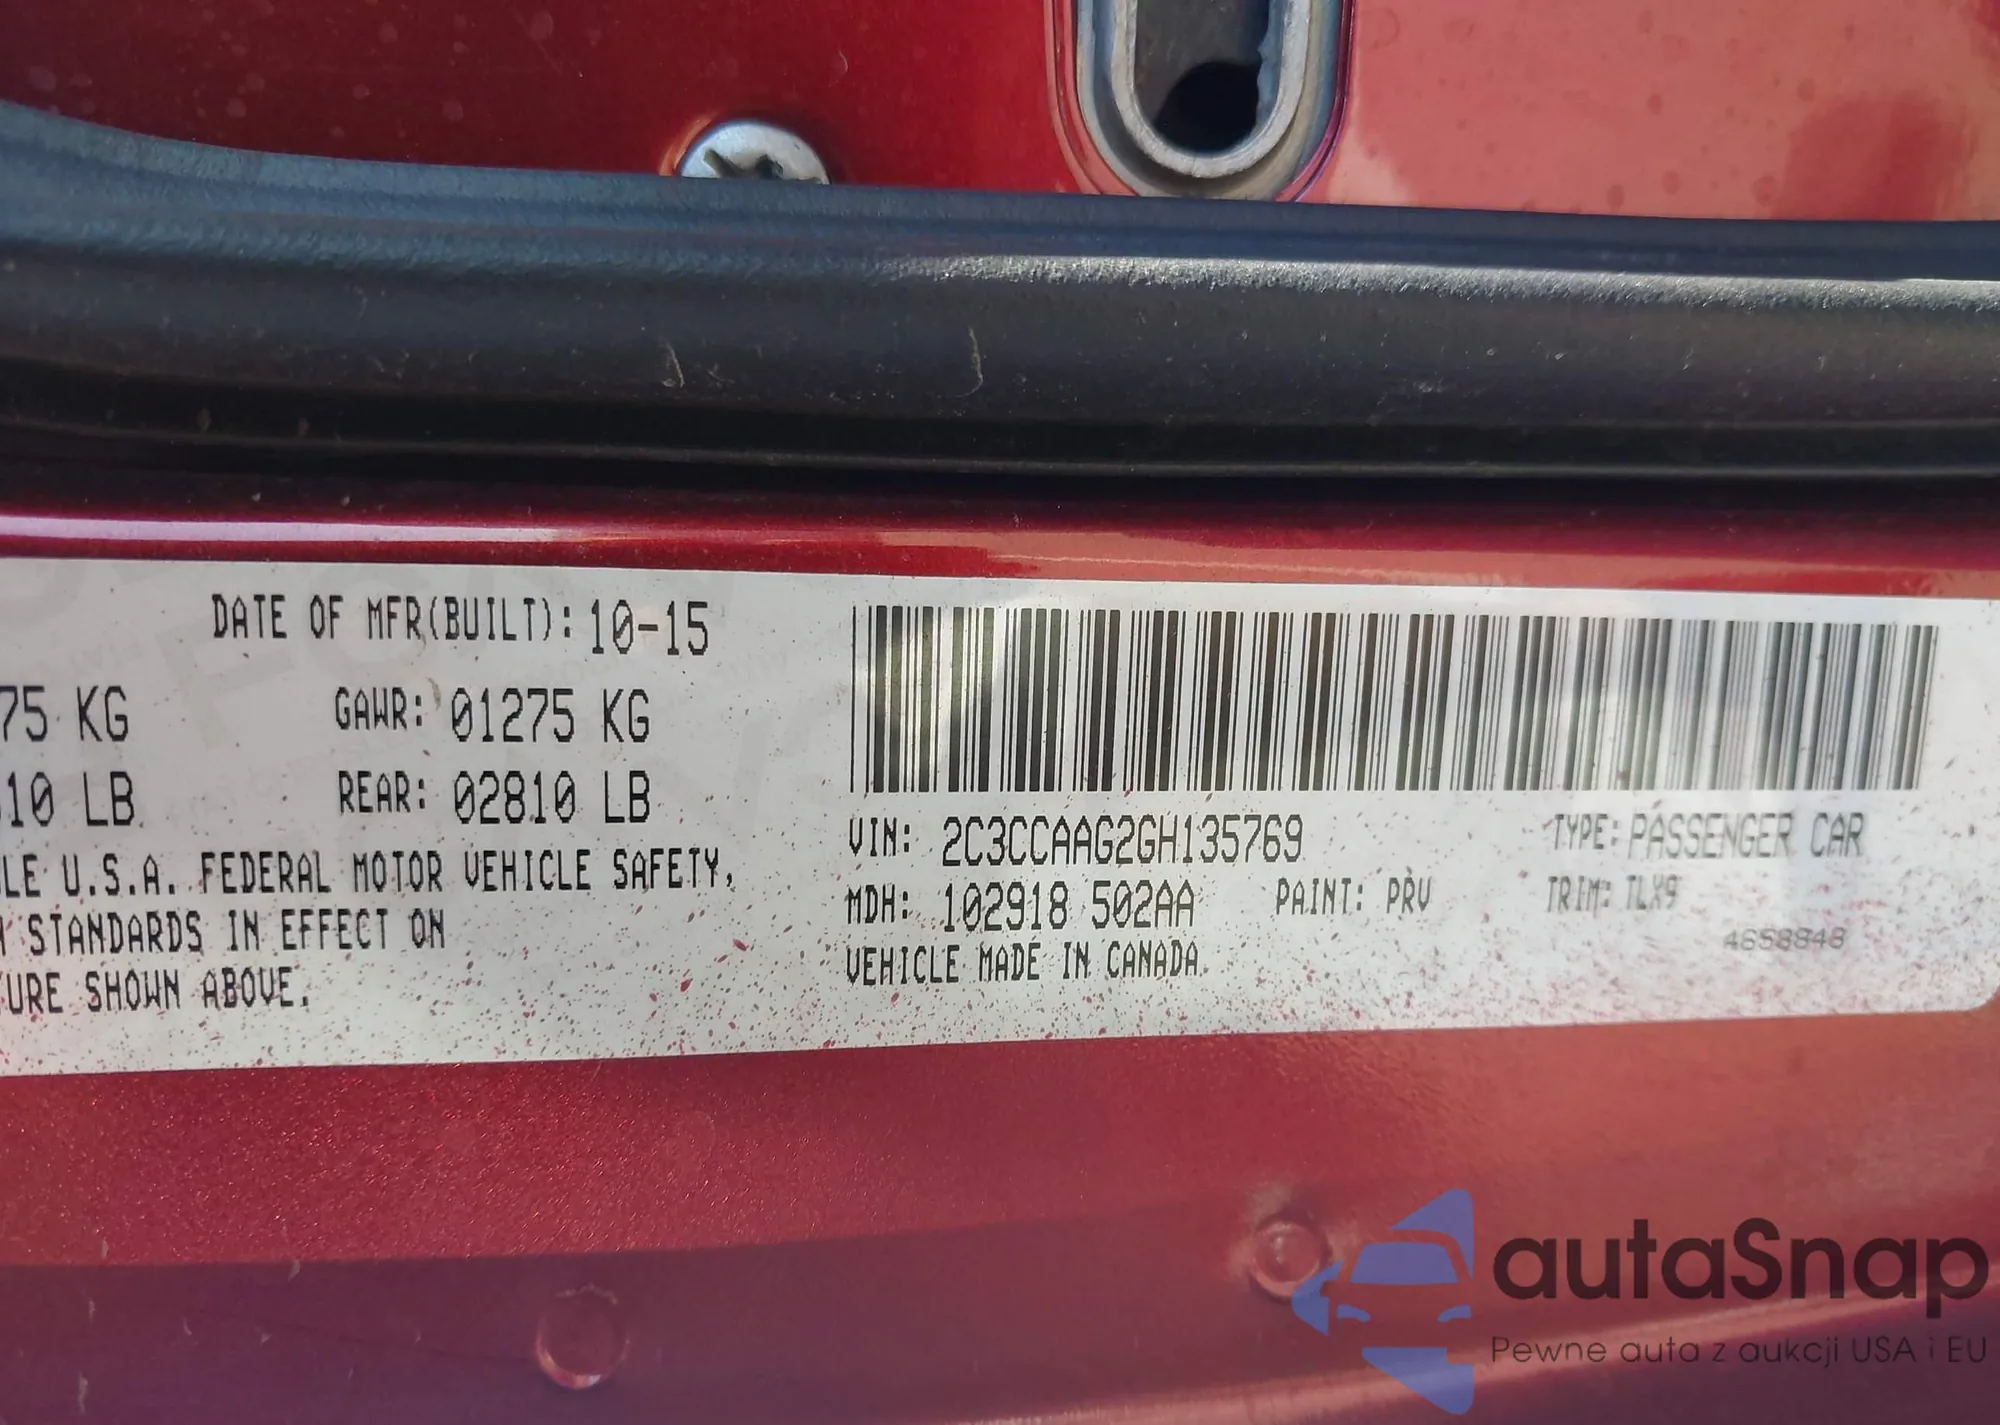 DATE OF MFR(BUILT): 10-15
75 KG GAWR: 01275 KG
10 LB REAR: 02810 LB
LE U.S.A. FEDERAL MOTOR VEHICLE SAFETY,
STANDARDS IN EFFECT ON
URE SHOWN ABOVE.
VIN: 2C3CCAAG2GH135769 TYPE: PASSENGER CAR
MDH: 102918 502AA PAINT: PRV TRIM: TLX9
4658848
VEHICLE MADE IN CANADA.
autaSnap
Pewne auta z aukcji USA i EU